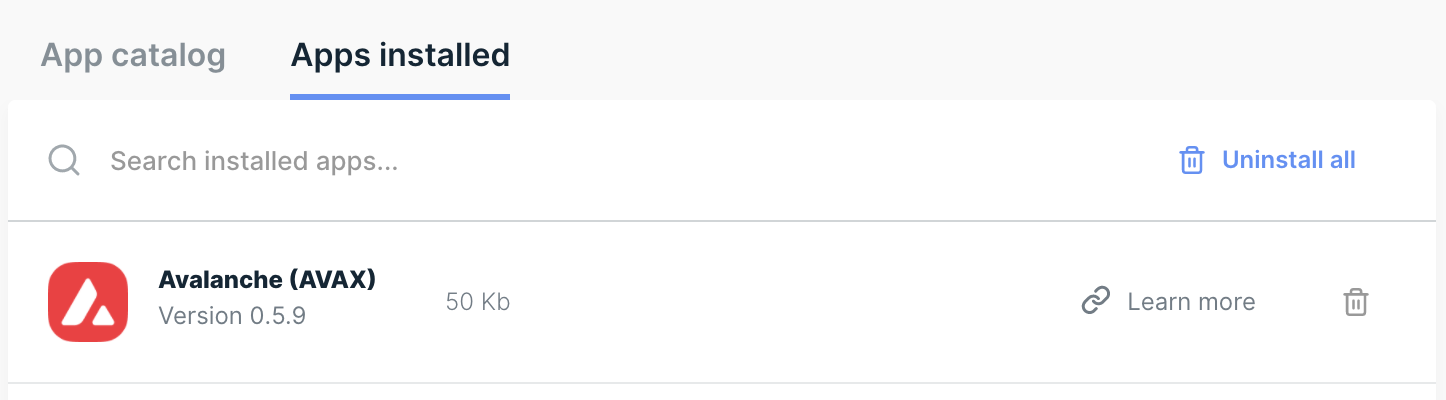 App catalog
Apps installed
Search installed apps...
Uninstall all
Avalanche (AVAX)
Version 0.5.9
50 Kb
Learn more